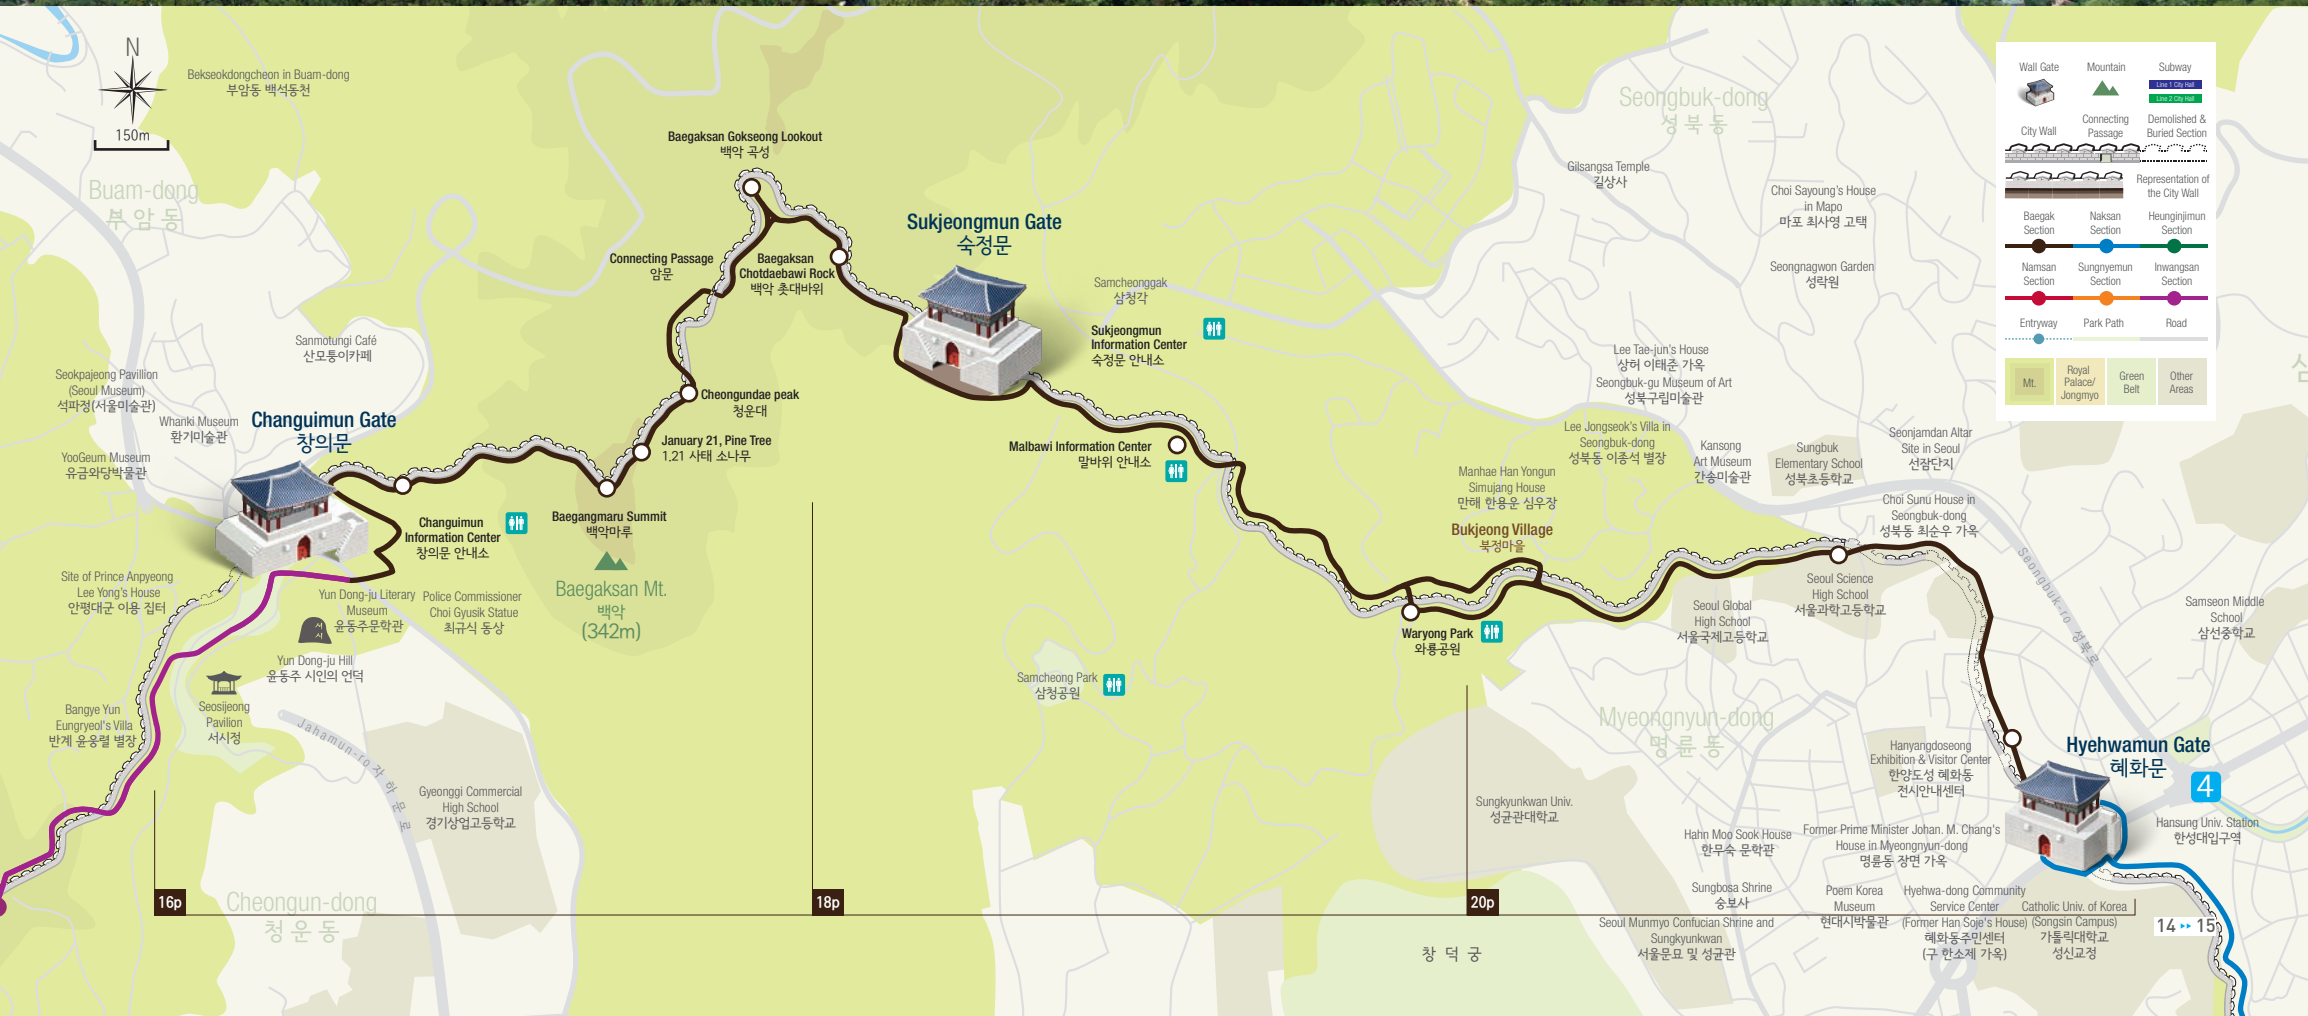 N
150m
Bekseokdongcheon in Buam-dong
부암동 백석동천
Buam-dong
부암동
Sanmotungi Café
산모퉁이카페
Seokpajeong Pavillion
(Seoul Museum)
석파정(서울미술관)
Whanki Museum
환기미술관
YooGeum Museum
유금와당박물관
Changuimun Gate
창의문
Changuimun
Information Center
창의문 안내소
Site of Prince Anpyeong
Lee Yong's House
안평대군 이용 집터
Yun Dong-ju Literary
Museum
윤동주문학관
Police Commissioner
Choi Gyusik Statue
최규식 동상
서
시
Yun Dong-ju Hill
윤동주 시인의 언덕
Seosijeong
Pavilion
서시정
Bangye Yun
Eungryeol's Villa
반계 윤웅렬 별장
Jahamun-ro 자하문로
Gyeonggi Commercial
High School
경기상업고등학교
Cheongun-dong
청운동
16p
Baegaksan Gokseong Lookout
백악 곡성
Connecting Passage
암문
Baegaksan
Chotdaebawi Rock
백악 촛대바위
Cheongundae peak
청운대
January 21, Pine Tree
1.21 사태 소나무
Baegangmaru Summit
백악마루
Baegaksan Mt.
백악
(342m)
18p
Sukjeongmun Gate
숙정문
Samcheonggak
삼청각
Sukjeongmun
Information Center
숙정문 안내소
Malbawi Information Center
말바위 안내소
Samcheong Park
삼청공원
Waryong Park
와룡공원
Bukjeong Village
북정마을
Manhae Han Yongun
Simujang House
만해 한용운 심우장
Lee Jongseok's Villa in
Seongbuk-dong
성북동 이종석 별장
Lee Tae-jun's House
상허 이태준 가옥
Seongbuk-gu Museum of Art
성북구립미술관
Gilsangsa Temple
길상사
Seongbuk-dong
성북동
Choi Sayoung's House
in Mapo
마포 최사영 고택
Seongnagwon Garden
성락원
Kansong
Art Museum
간송미술관
Sungbuk
Elementary School
성북초등학교
Seonjamdan Altar
Site in Seoul
선잠단지
Choi Sunu House in
Seongbuk-dong
성북동 최순우 가옥
Seongbuk-ro 성북로
Seoul Science
High School
서울과학고등학교
Seoul Global
High School
서울국제고등학교
Samseon Middle
School
삼선중학교
Myeongnyun-dong
명륜동
Sungkyunkwan Univ.
성균관대학교
20p
Hanyangdoseong
Exhibition & Visitor Center
한양도성 혜화동
전시안내센터
Hyehwamun Gate
혜화문
4
Hansung Univ. Station
한성대입구역
Hahn Moo Sook House
한무숙 문학관
Former Prime Minister Johan. M. Chang's
House in Myeongnyun-dong
명륜동 장면 가옥
Sungbosa Shrine
숭보사
Poem Korea
Museum
현대시박물관
Hyehwa-dong Community
Service Center
(Former Han Soje's House)
혜화동주민센터
(구 한소제 가옥)
Catholic Univ. of Korea
(Songsin Campus)
가톨릭대학교
성신교정
Seoul Munmyo Confucian Shrine and
Sungkyunkwan
서울문묘 및 성균관
창덕궁
14 ▸▸ 15
Wall Gate
Mountain
Subway
Line 1 City Hall
Line 2 City Hall
City Wall
Connecting
Passage
Demolished &
Buried Section
Representation of
the City Wall
Baegak
Section
Naksan
Section
Heunginjimun
Section
Namsan
Section
Sungnyemun
Section
Inwangsan
Section
Entryway
Park Path
Road
Mt.
Royal
Palace/
Jongmyo
Green
Belt
Other
Areas